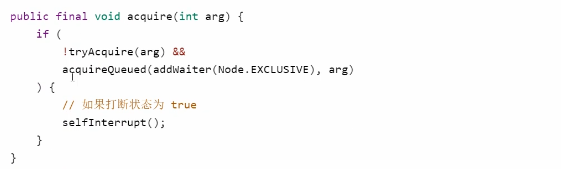 public final void acquire(int arg) {
if (
!tryAcquire(arg) &&
acquireQueued(addWaiter(Node.EXCLUSIVE), arg)
) {
// 如果打断状态为 true
selfInterrupt();
}
}